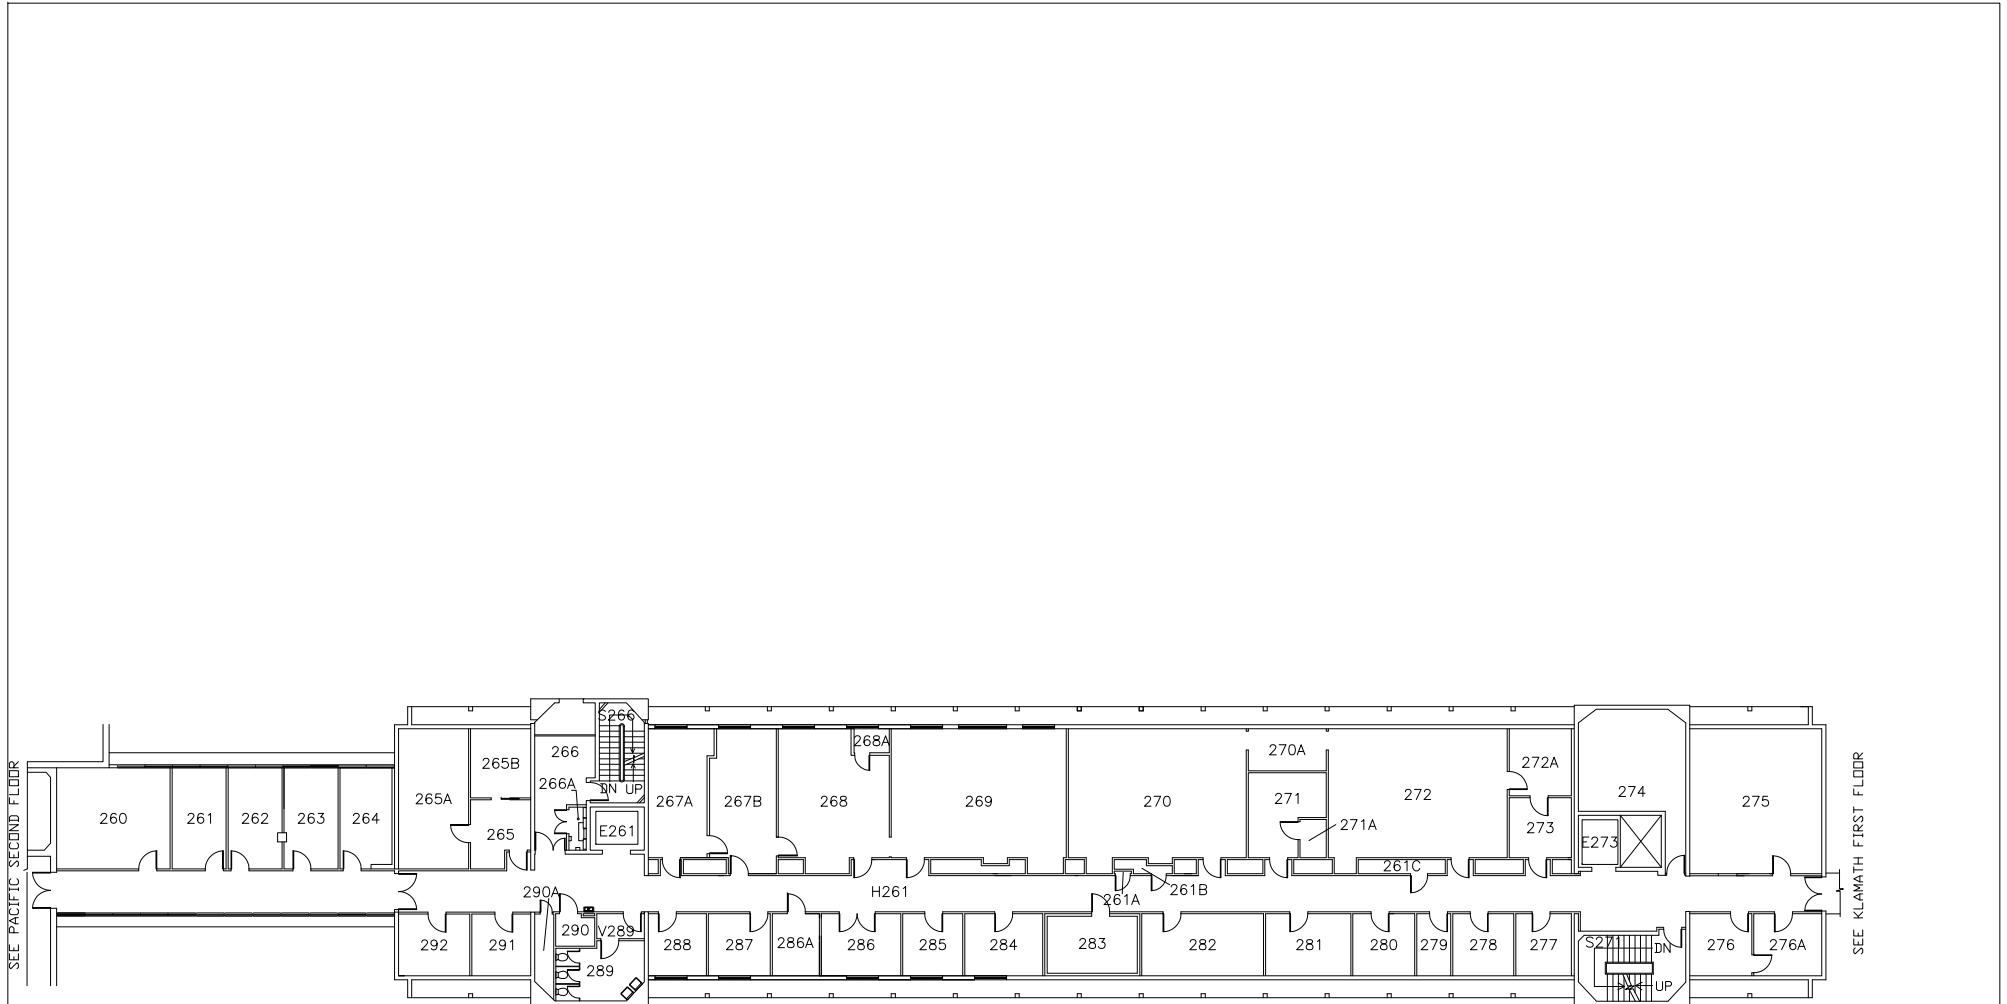 SEE PACIFIC SECOND FLOOR
260
261
262
263
264
265A
265B
265
266
266A
S266
DN UP
E261
267A
267B
268
268A
269
270
270A
271
271A
272
272A
273
274
E273
275
SEE KLAMATH FIRST FLOOR
H261
261A
261B
261C
290A
292
291
290
V289
289
288
287
286A
286
285
284
283
282
281
280
279
278
277
S271
DN
UP
276
276A